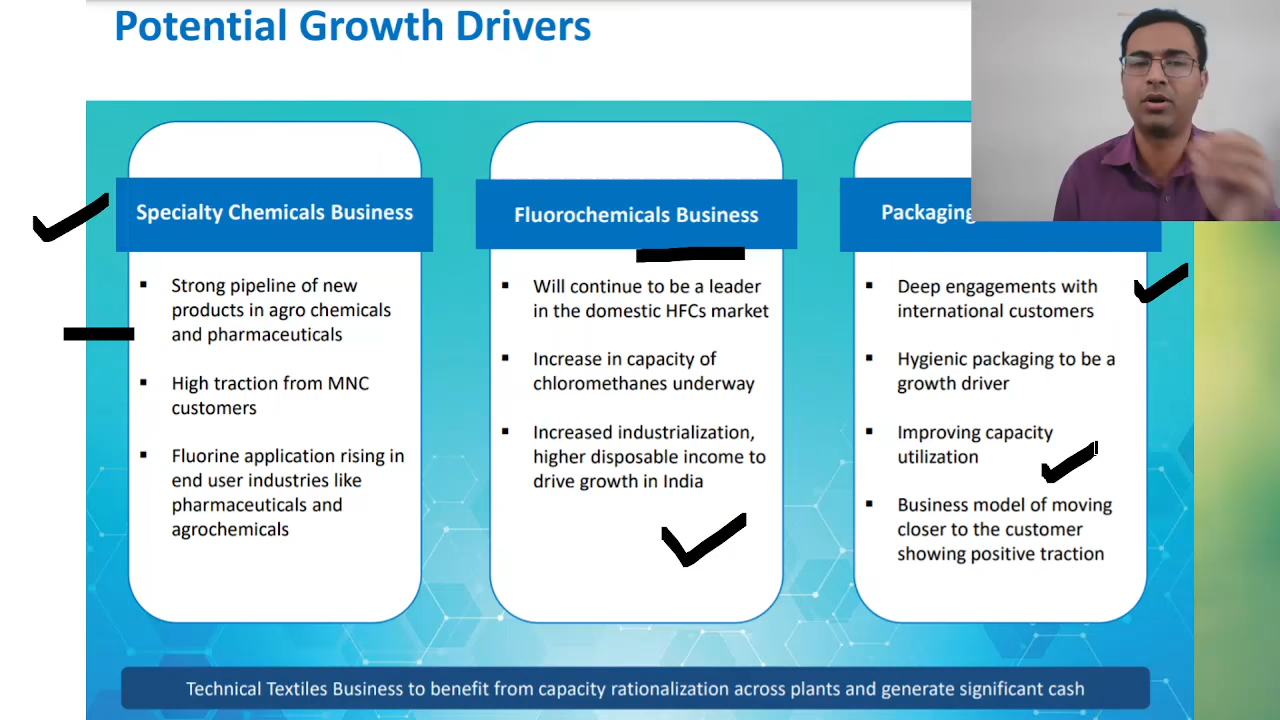 Potential Growth Drivers
Specialty Chemicals Business
Strong pipeline of new
products in agro chemicals
and pharmaceuticals
High traction from MNC
customers
Fluorine application rising in
end user industries like
pharmaceuticals and
agrochemicals
Fluorochemicals Business
Will continue to be a leader
in the domestic HFCs market
Increase in capacity of
chloromethanes underway
Increased industrialization,
higher disposable income to
drive growth in India
Packaging
Deep engagements with
international customers
Hygienic packaging to be a
growth driver
Improving capacity
utilization
Business model of moving
closer to the customer
showing positive traction
Technical Textiles Business to benefit from capacity rationalization across plants and generate significant cash